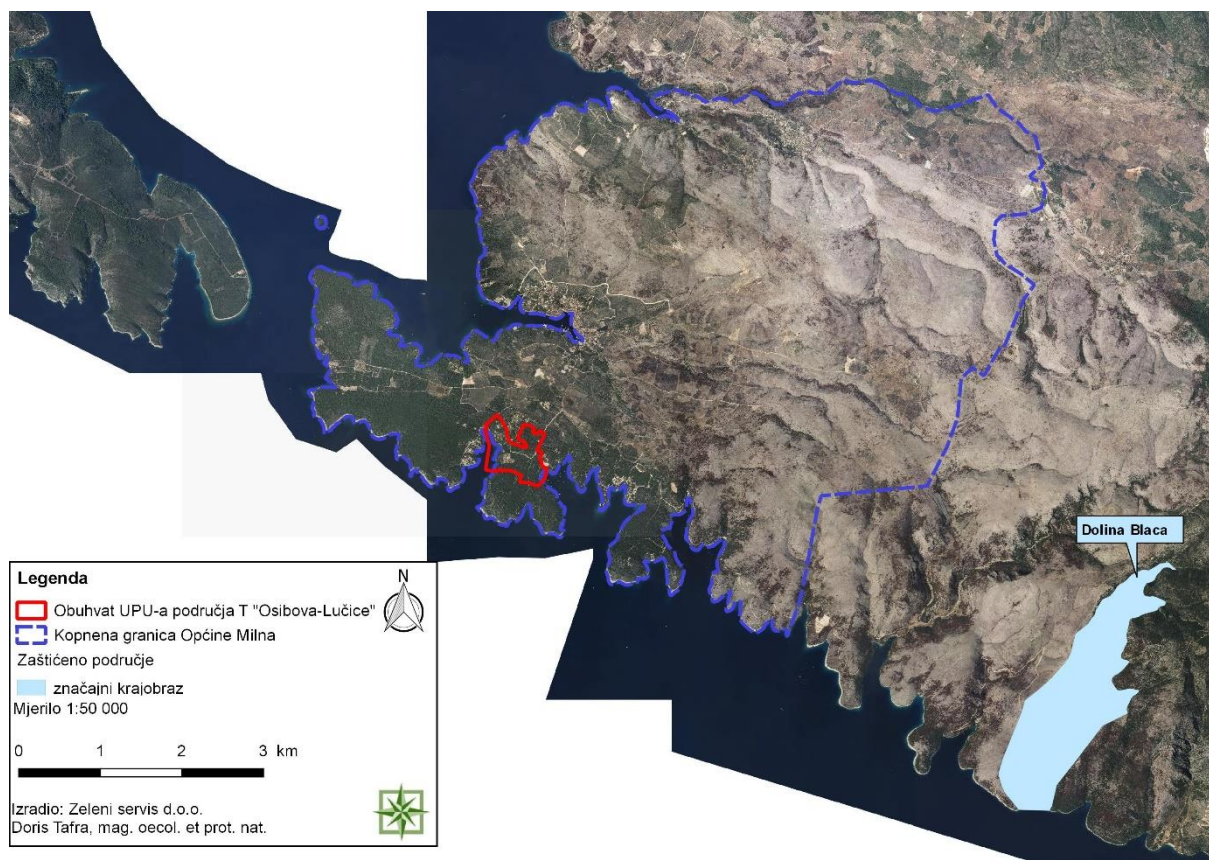 Dolina Blaca
Legenda
N
Obuhvat UPU-a područja T "Osibova-Lučice"
Kopnena granica Općine Milna
Zaštićeno područje
značajni krajobraz
Mjerilo 1:50 000
0 1 2 3 km
Izradio: Zeleni servis d.o.o.
Doris Tafra, mag. oecol. et prot. nat.